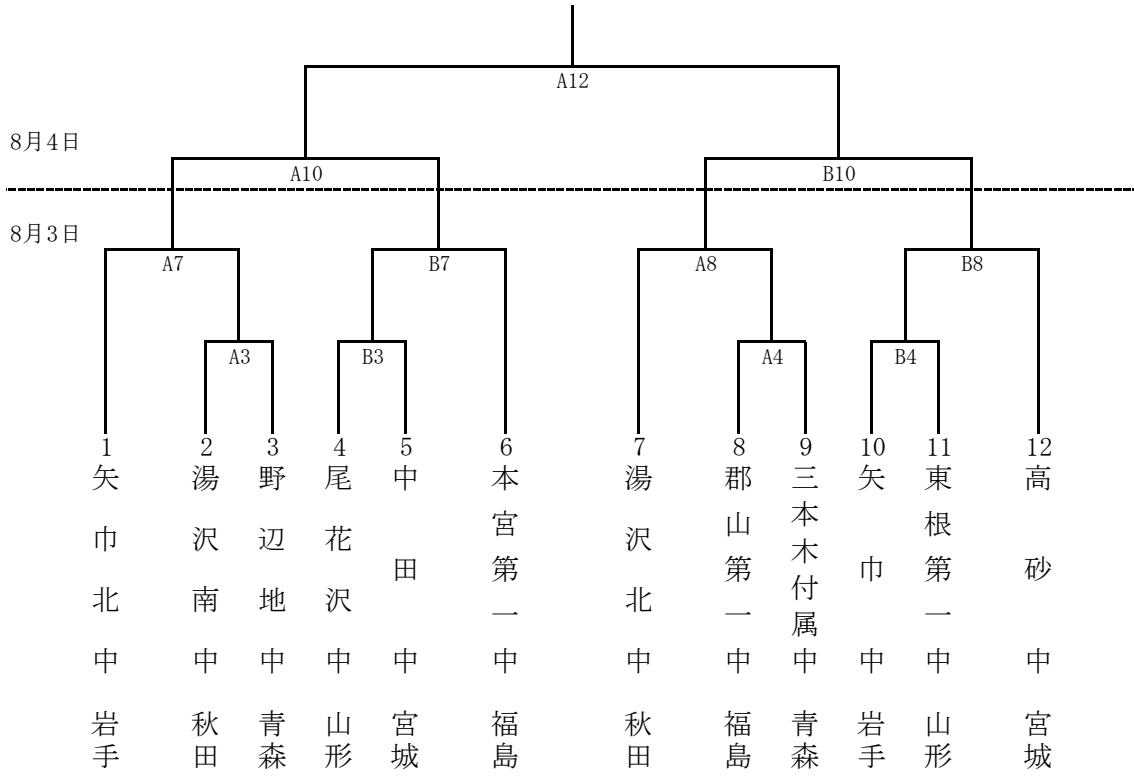 A12
8月4日
A10
B10
8月3日
A7
B7
A8
B8
A3
B3
A4
B4
1
矢巾北中
岩手
2
湯沢南中
秋田
3
野辺地中
青森
4
尾花沢中
山形
5
中田中
宮城
6
本宮第一中
福島
7
湯沢北中
秋田
8
郡山第一中
福島
9
三本木付属中
青森
10
矢巾中
岩手
11
東根第一中
山形
12
高砂中
宮城